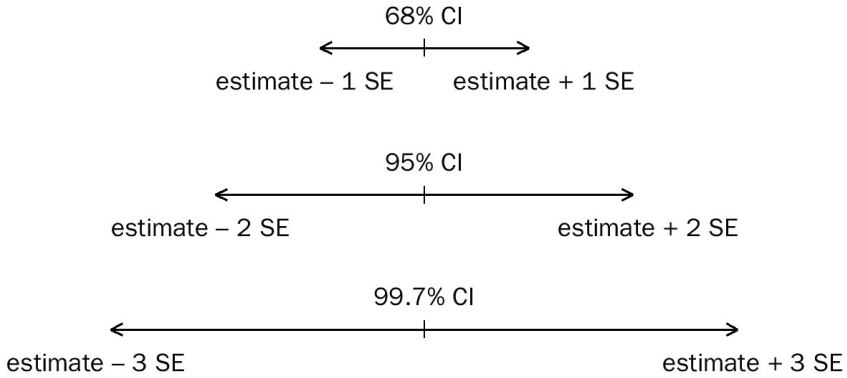 68% CI
estimate – 1 SE estimate + 1 SE
95% CI
estimate – 2 SE estimate + 2 SE
99.7% CI
estimate – 3 SE estimate + 3 SE